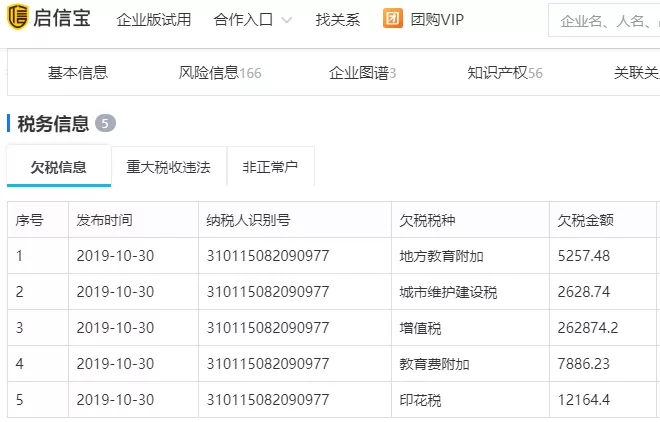 启信宝 企业版试用 合作入口 找关系 团 团购VIP 企业名、人名、
基本信息 风险信息166 企业图谱3 知识产权56 关联关
税务信息 5
欠税信息 重大税收违法 非正常户
序号 发布时间 纳税人识别号 欠税税种 欠税金额
1 2019-10-30 310115082090977 地方教育附加 5257.48
2 2019-10-30 310115082090977 城市维护建设税 2628.74
3 2019-10-30 310115082090977 增值税 262874.2
4 2019-10-30 310115082090977 教育费附加 7886.23
5 2019-10-30 310115082090977 印花税 12164.4